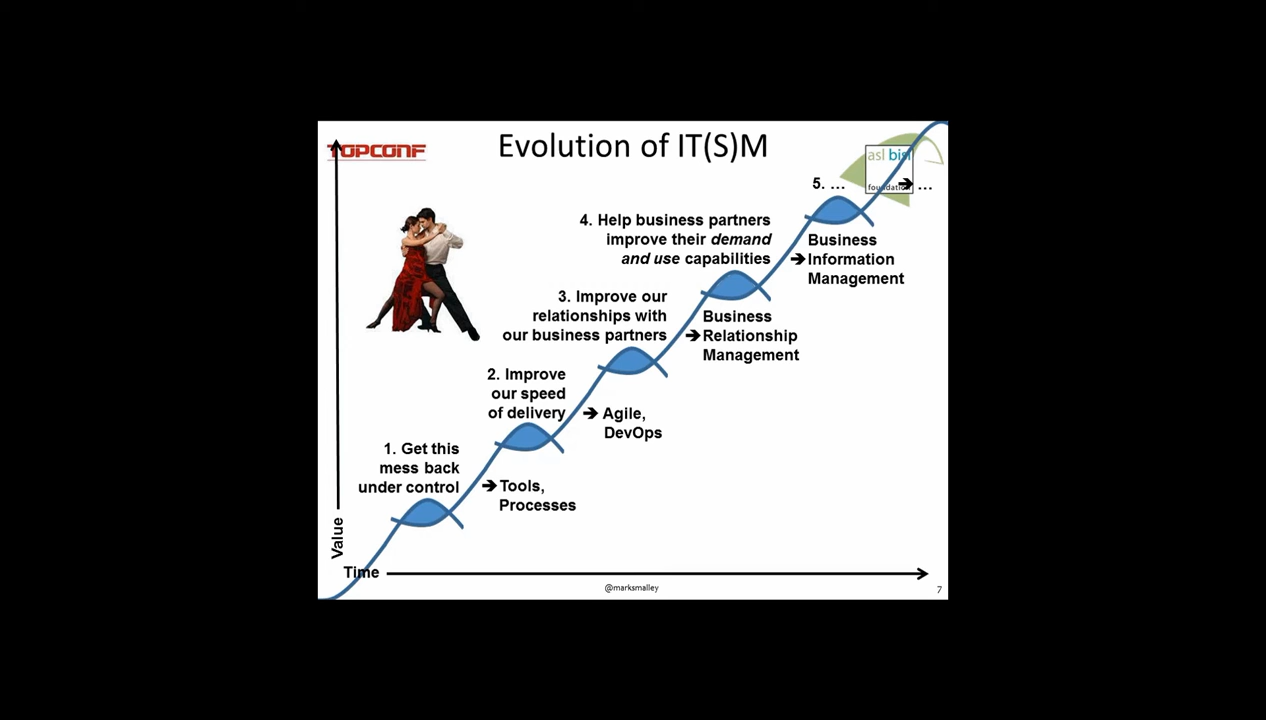 TOPCONF
Evolution of IT(S)M
asl bisl
foundation
5. ...
➔ ...
4. Help business partners
improve their demand
and use capabilities
Business
➔ Information
Management
3. Improve our
relationships with
our business partners
Business
➔ Relationship
Management
2. Improve
our speed
of delivery
➔ Agile,
DevOps
1. Get this
mess back
under control
➔ Tools,
Processes
Value
Time
@marksmalley
7